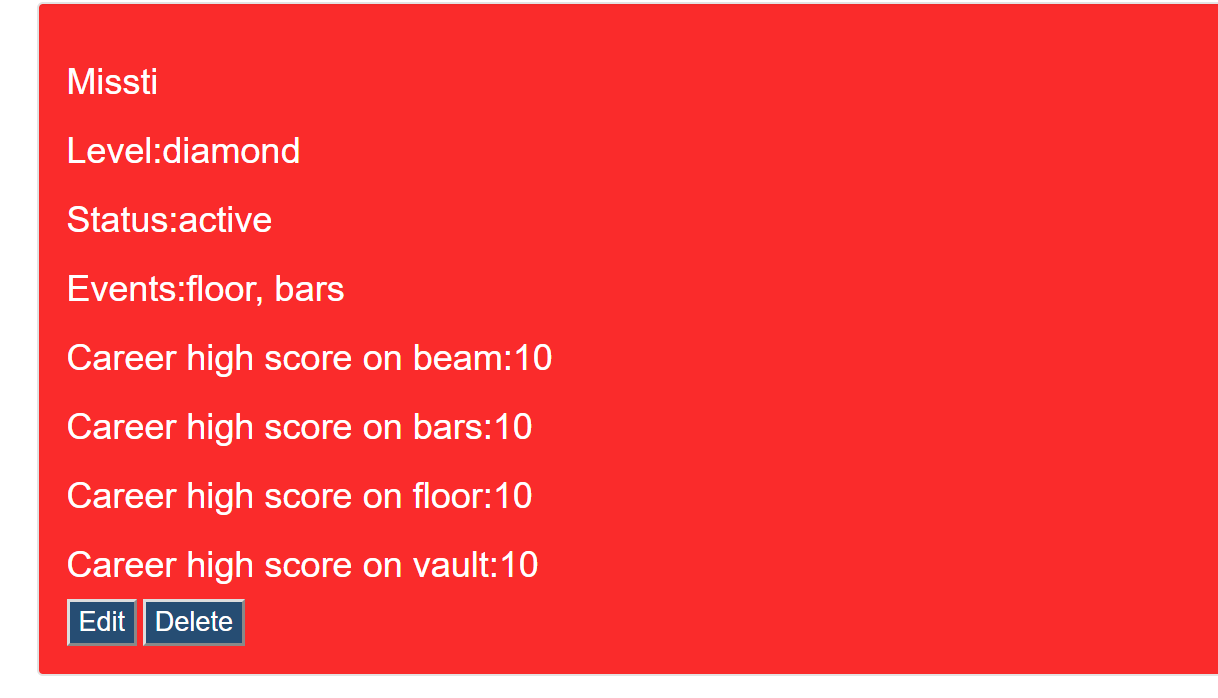 Missti
Level:diamond
Status:active
Events:floor, bars
Career high score on beam:10
Career high score on bars:10
Career high score on floor:10
Career high score on vault:10
Edit Delete